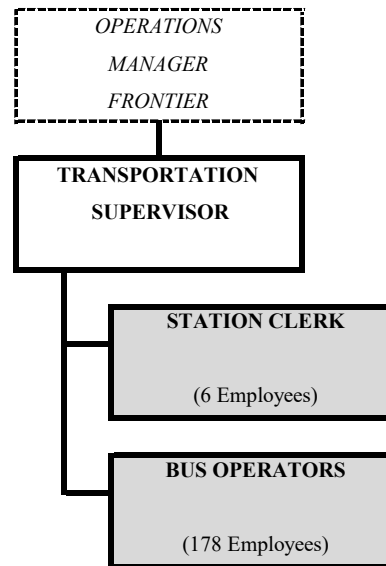 OPERATIONS
MANAGER
FRONTIER
TRANSPORTATION
SUPERVISOR
STATION CLERK
(6 Employees)
BUS OPERATORS
(178 Employees)